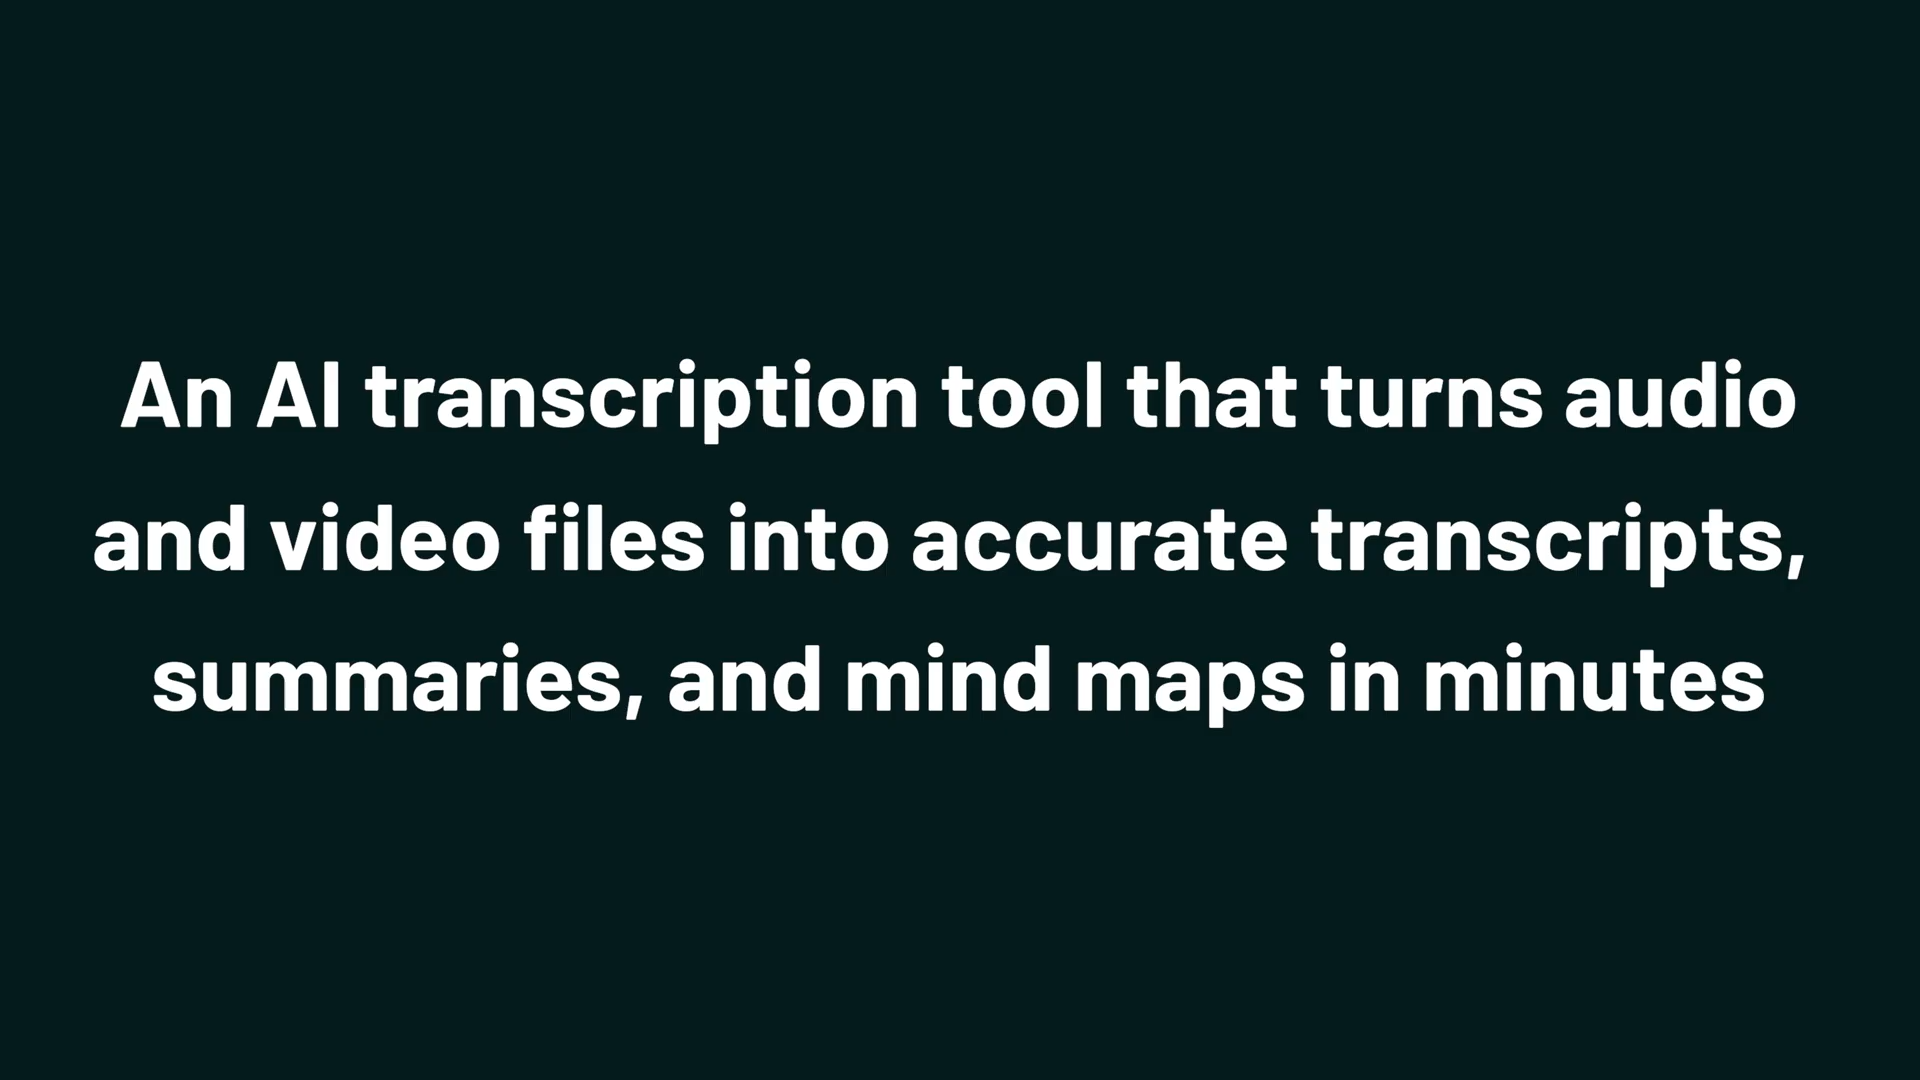 An AI transcription tool that turns audio
and video files into accurate transcripts,
summaries, and mind maps in minutes